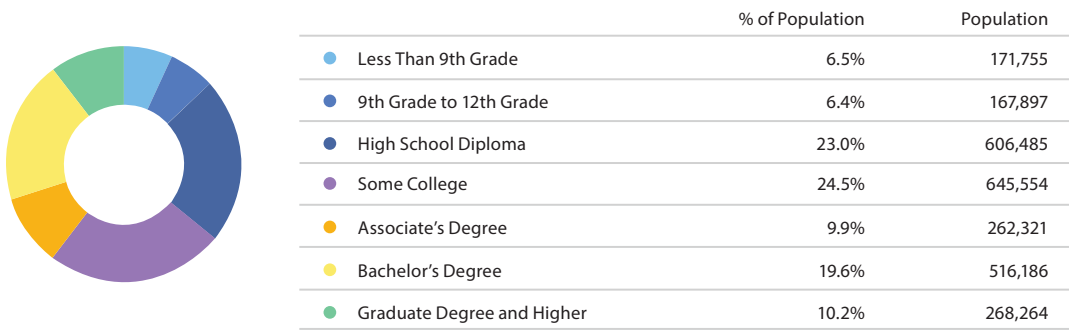 % of Population Population
Less Than 9th Grade 6.5% 171,755
9th Grade to 12th Grade 6.4% 167,897
High School Diploma 23.0% 606,485
Some College 24.5% 645,554
Associate’s Degree 9.9% 262,321
Bachelor’s Degree 19.6% 516,186
Graduate Degree and Higher 10.2% 268,264